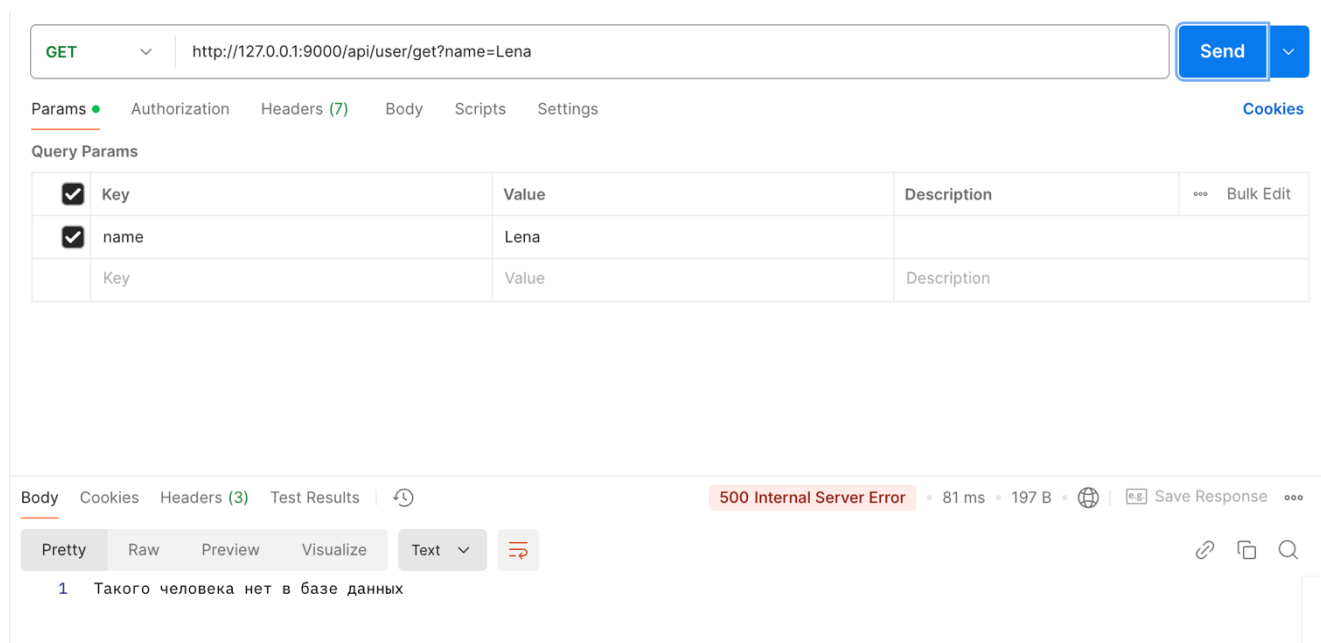 GET http://127.0.0.1:9000/api/user/get?name=Lena Send
Params Authorization Headers (7) Body Scripts Settings Cookies
Query Params
Key Value Description Bulk Edit
name Lena
Key Value Description
Body Cookies Headers (3) Test Results 500 Internal Server Error 81 ms 197 B e.g. Save Response
Pretty Raw Preview Visualize Text
1 Такого человека нет в базе данных